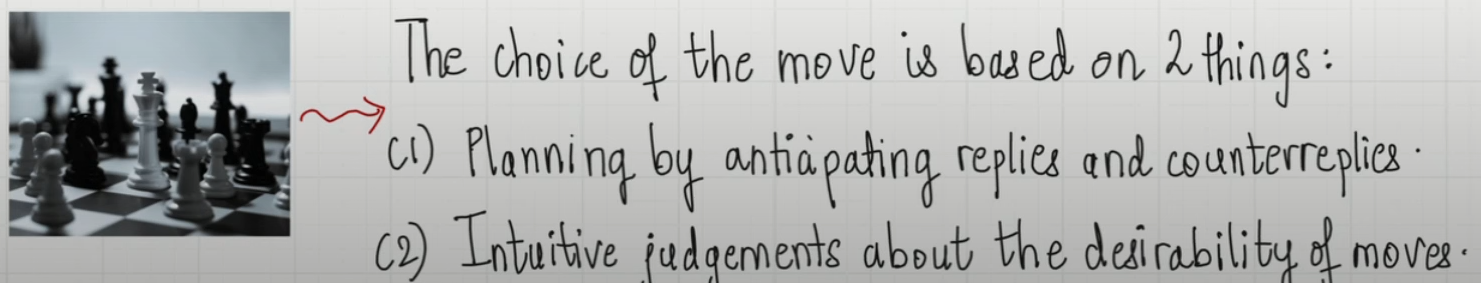 The choice of the move is based on 2 things:
(1) Planning by anticipating replies and counterreplies.
(2) Intuitive judgements about the desirability of moves.